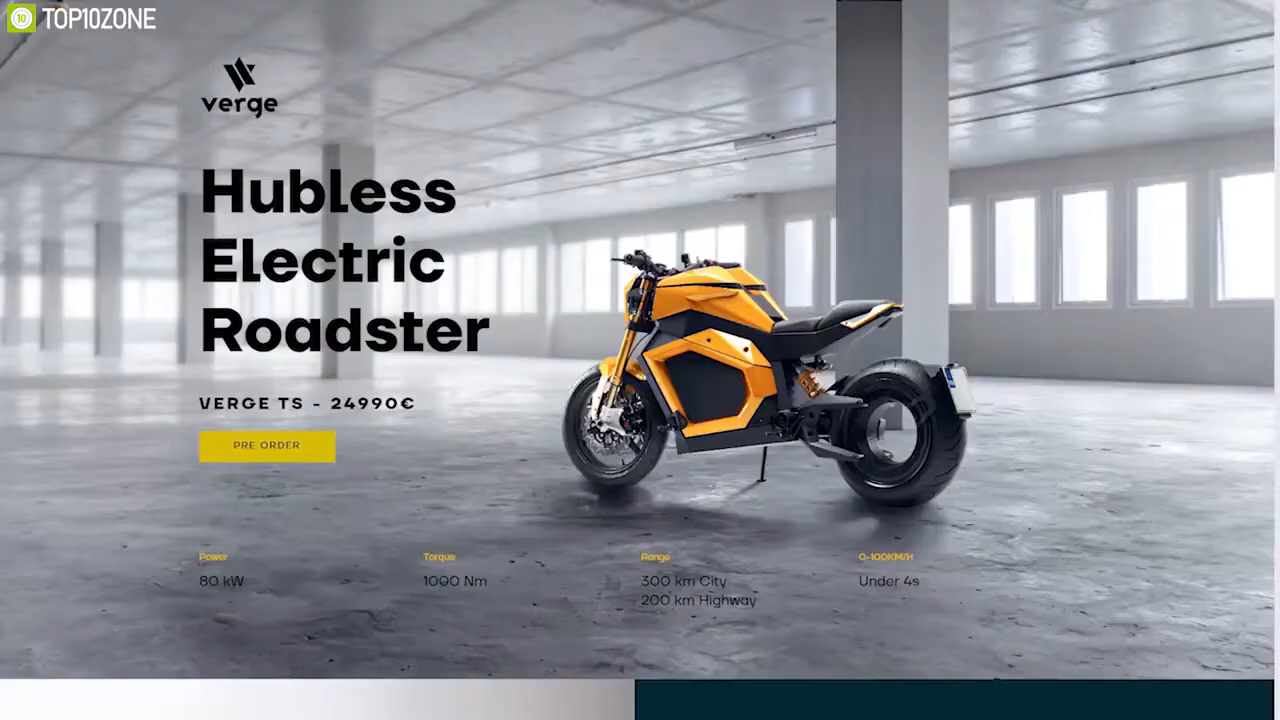 10 TOP10ZONE
verge
Hubless
Electric
Roadster
VERGE TS - 24990€
PRE ORDER
Power
80 kW
Torque
1000 Nm
Range
300 km City
200 km Highway
0-100KM/H
Under 4s